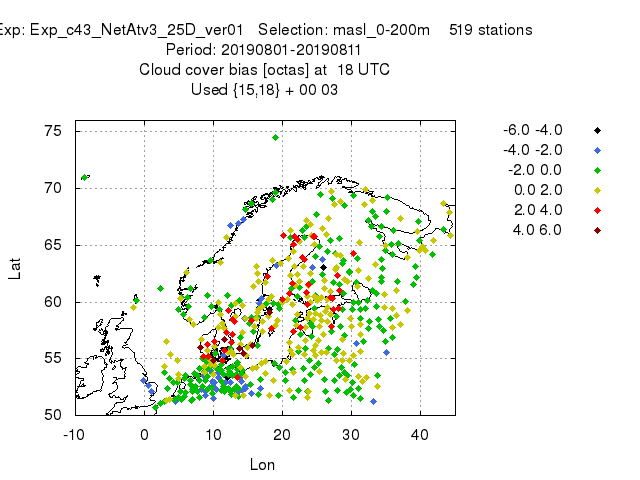 Exp: Exp_c43_NetAtv3_25D_ver01 Selection: masl_0-200m 519 stations
Period: 20190801-20190811
Cloud cover bias [octas] at 18 UTC
Used {15,18} + 00 03
75
70
65
60
55
50
Lat
-10 0 10 20 30 40
Lon
-6.0 -4.0
-4.0 -2.0
-2.0 0.0
0.0 2.0
2.0 4.0
4.0 6.0